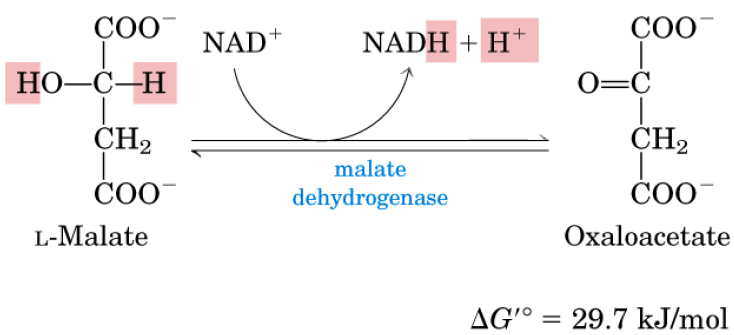 COO⁻
HO—C—H
CH₂
COO⁻
L-Malate
NAD⁺
NADH + H⁺
malate
dehydrogenase
COO⁻
O=C
CH₂
COO⁻
Oxaloacetate
ΔG′° = 29.7 kJ/mol